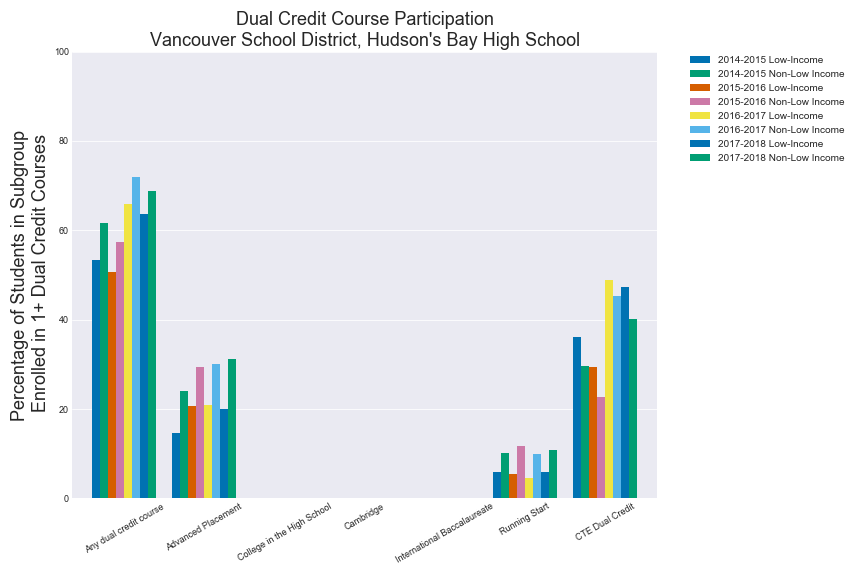 Dual Credit Course Participation
Vancouver School District, Hudson's Bay High School
Percentage of Students in Subgroup
Enrolled in 1+ Dual Credit Courses
100
80
60
40
20
0
Any dual credit course
Advanced Placement
College in the High School
Cambridge
International Baccalaureate
Running Start
CTE Dual Credit
2014-2015 Low-Income
2014-2015 Non-Low Income
2015-2016 Low-Income
2015-2016 Non-Low Income
2016-2017 Low-Income
2016-2017 Non-Low Income
2017-2018 Low-Income
2017-2018 Non-Low Income